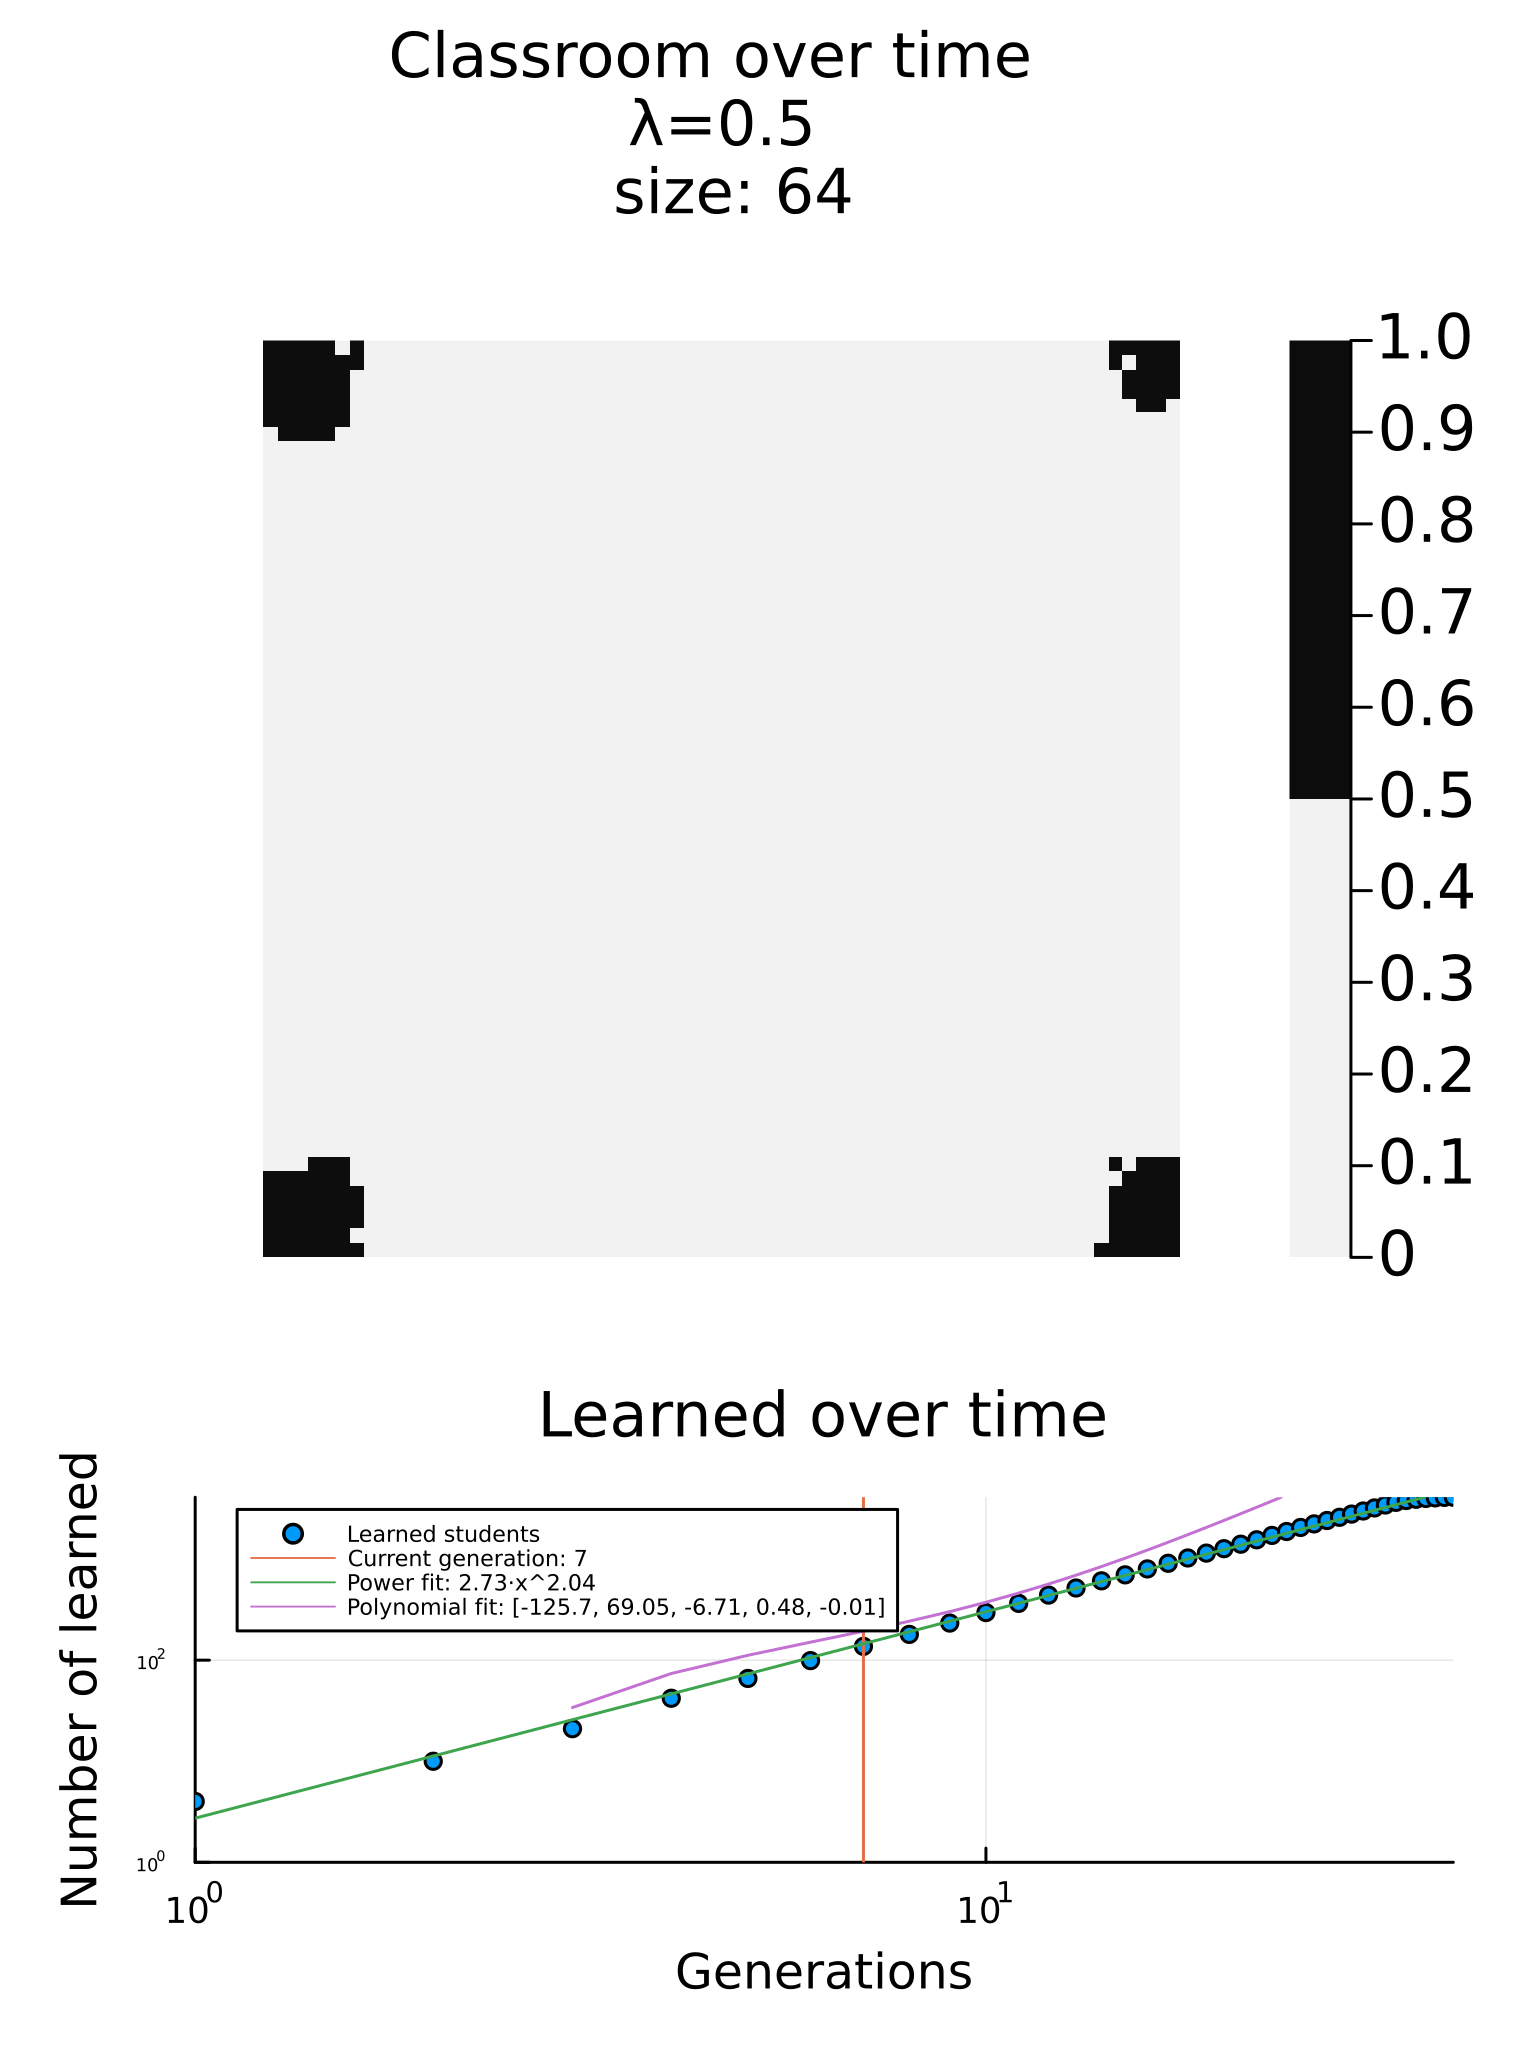 Classroom over time
λ=0.5
size: 64
1.0
0.9
0.8
0.7
0.6
0.5
0.4
0.3
0.2
0.1
0
Learned over time
Number of learned
Learned students
Current generation: 7
Power fit: 2.73·x^2.04
Polynomial fit: [-125.7, 69.05, -6.71, 0.48, -0.01]
10²
10⁰
10⁰ 10¹
Generations